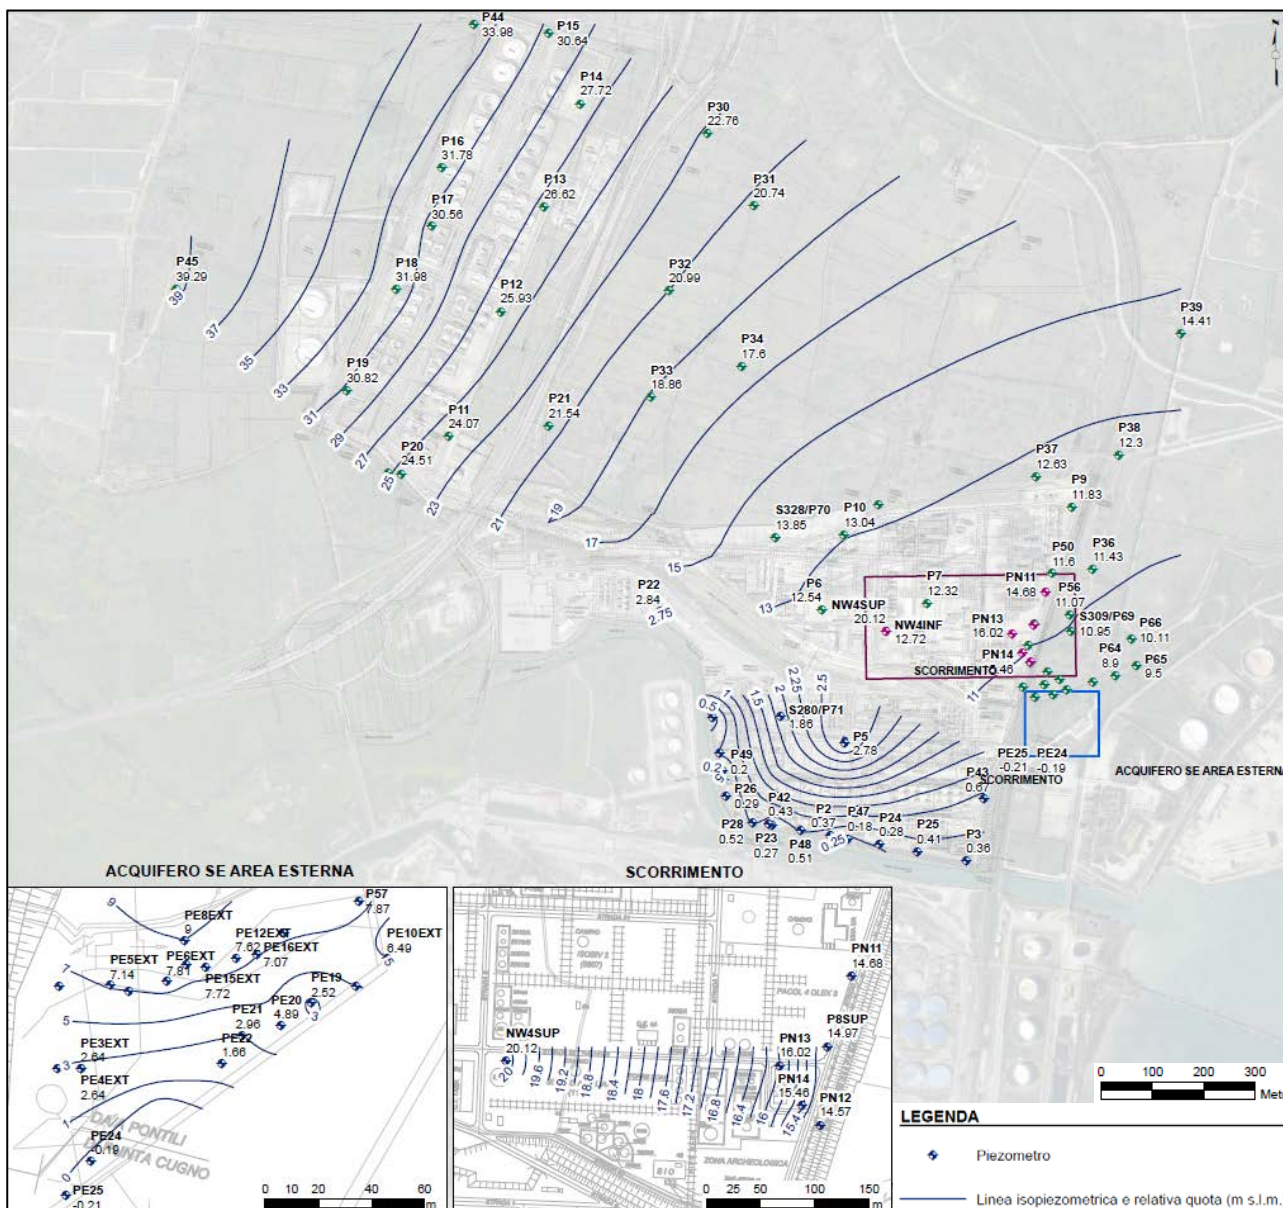 P44
33.98
P15
30.64
P14
27.72
P30
22.76
P16
31.78
P13
26.62
P31
20.74
P17
30.56
P45
39.29
39
P18
31.98
P32
20.99
P12
25.93
37
P39
14.41
35
P34
17.6
P19
30.82
33
P33
18.86
31
P11
24.07
P21
21.54
29
P38
12.3
P20
24.51
27
P37
12.63
25
P9
11.83
23
21
19
S328/P70
13.85
P10
13.04
17
15
P50
11.6
P36
11.43
P22
2.84
2.75
P6
12.54
13
P7
12.32
PN11
14.68
P56
11.07
NW4SUP
20.12
NW4INF
12.72
PN13
16.02
S309/P69
10.95
P66
10.11
PN14
P64
8.9
P65
9.5
SCORRIMENTO
11
0.5
1
1.5
2
2.25
2.5
S280/P71
1.86
P5
2.78
P49
0.2
PE25
-0.21
PE24
-0.19
P43
0.67
SCORRIMENTO
ACQUIFERO SE AREA ESTERNA
P26
0.29
P42
0.43
P2
0.37
P47
0.18
P24
0.28
P25
0.41
P3
0.36
P28
0.52
P23
0.27
P48
0.51
0.25
ACQUIFERO SE AREA ESTERNA
SCORRIMENTO
9
P57
7.87
PE8EXT
9
PE12EXT
7.62
PE16EXT
7.07
PE10EXT
6.49
5
7
PE5EXT
7.14
PE6EXT
7.81
PE15EXT
7.72
PE19
2.52
PE20
4.89
3
PE21
2.96
5
PE22
1.66
PE3EXT
2.64
3
PE4EXT
2.64
1
DAI PONTILI
PUNTA CUGNO
PE24
-0.19
0
PE25
-0.21
0 20 40 60
m
PN11
14.68
PACOL 4 OLEX 8
P8SUP
14.97
NW4SUP
20.12
PN13
16.02
PN14
15.46
PN12
14.57
20
19.6
19.2
18.8
18.4
18
17.6
17.2
16.8
16.4
16
15.4
ZONA ARCHEOLOGICA
0 25 50 100 150
m
0 100 200 300
Metri
LEGENDA
Piezometro
Linea isopiezometrica e relativa quota (m s.l.m.